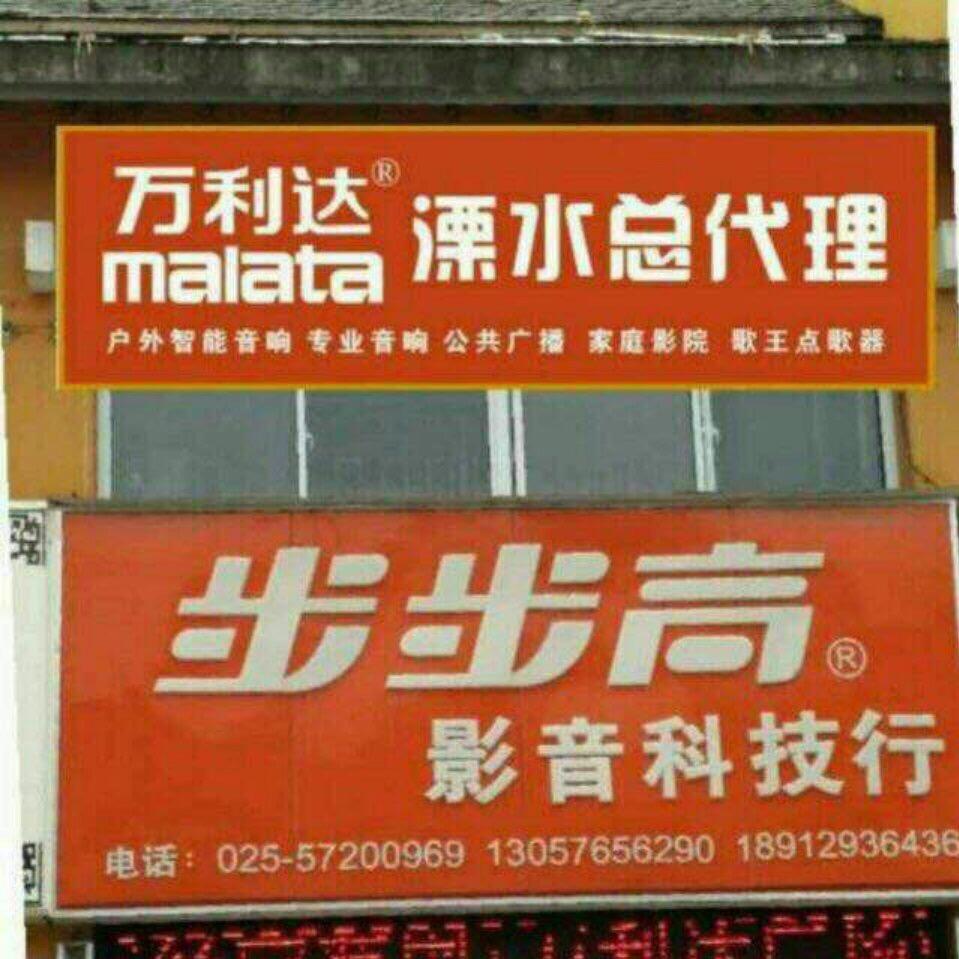 万利达®
malata
溧水总代理
户外智能音响 专业音响 公共广播 家庭影院 歌王点歌器
步步高®
影音科技行
电话：025-57200969 13057656290 18912936436